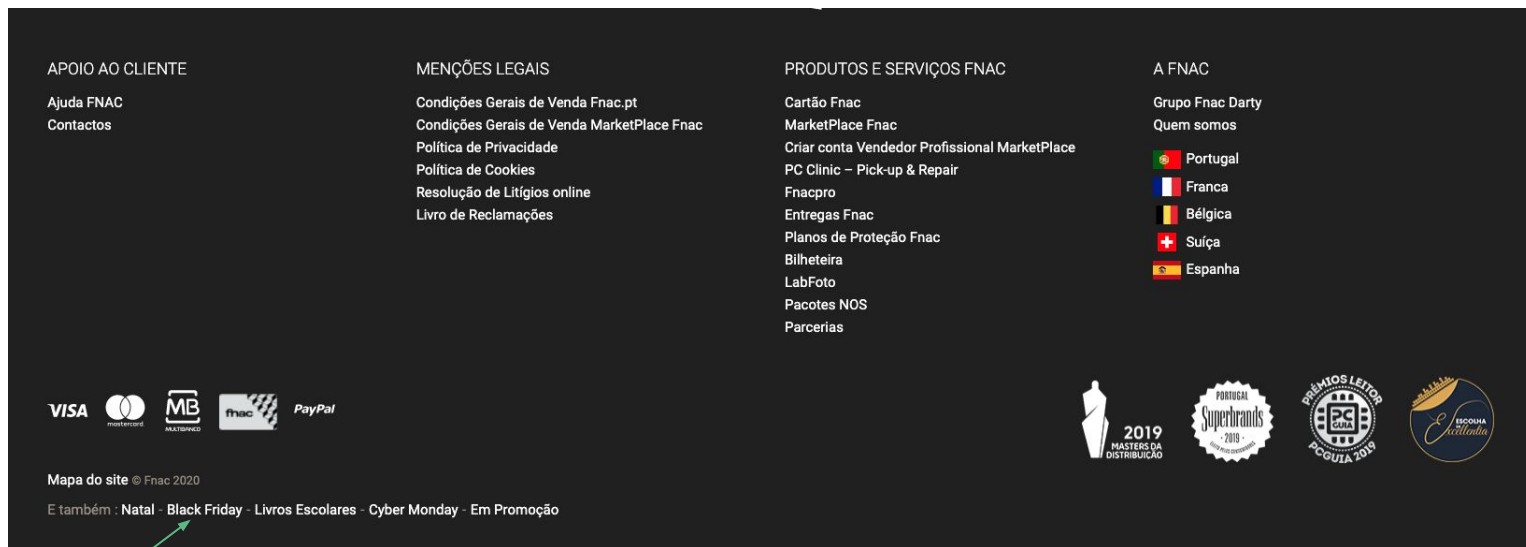 APOIO AO CLIENTE
Ajuda FNAC
Contactos
MENÇÕES LEGAIS
Condições Gerais de Venda Fnac.pt
Condições Gerais de Venda MarketPlace Fnac
Política de Privacidade
Política de Cookies
Resolução de Litígios online
Livro de Reclamações
PRODUTOS E SERVIÇOS FNAC
Cartão Fnac
MarketPlace Fnac
Criar conta Vendedor Profissional MarketPlace
PC Clinic – Pick-up & Repair
Fnacpro
Entregas Fnac
Planos de Proteção Fnac
Bilheteira
LabFoto
Pacotes NOS
Parcerias
A FNAC
Grupo Fnac Darty
Quem somos
Portugal
Franca
Bélgica
Suíça
Espanha
VISA
mastercard
MB
MULTIBANCO
fnac
PayPal
2019
MASTERS DA
DISTRIBUIÇÃO
PORTUGAL
Superbrands
· 2019 ·
PRÉMIOS LEITOR
PC
GUIA
PCGUIA 2019
ESCOLHA
Excellentia
Mapa do site © Fnac 2020
E também : Natal - Black Friday - Livros Escolares - Cyber Monday - Em Promoção